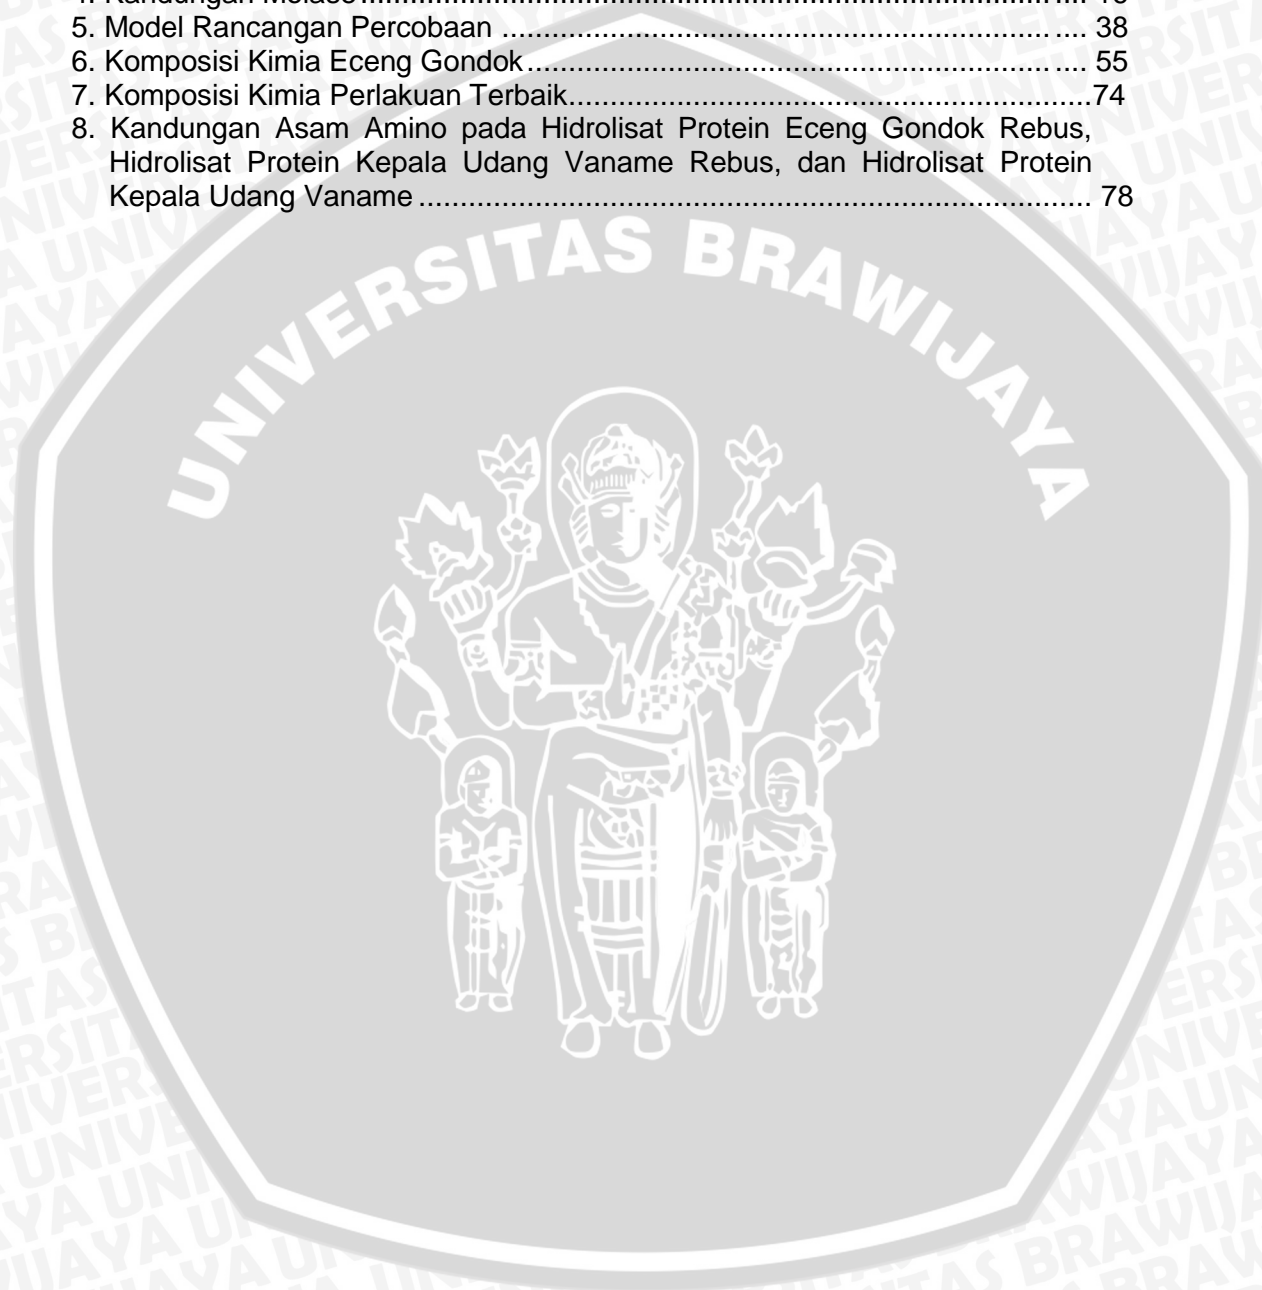 5. Model Rancangan Percobaan ........................................................................ 38
6. Komposisi Kimia Eceng Gondok.................................................................... 55
7. Komposisi Kimia Perlakuan Terbaik...............................................................74
8. Kandungan Asam Amino pada Hidrolisat Protein Eceng Gondok Rebus,
Hidrolisat Protein Kepala Udang Vaname Rebus, dan Hidrolisat Protein
Kepala Udang Vaname .................................................................................. 78
UNIVERSITAS BRAWIJAYA